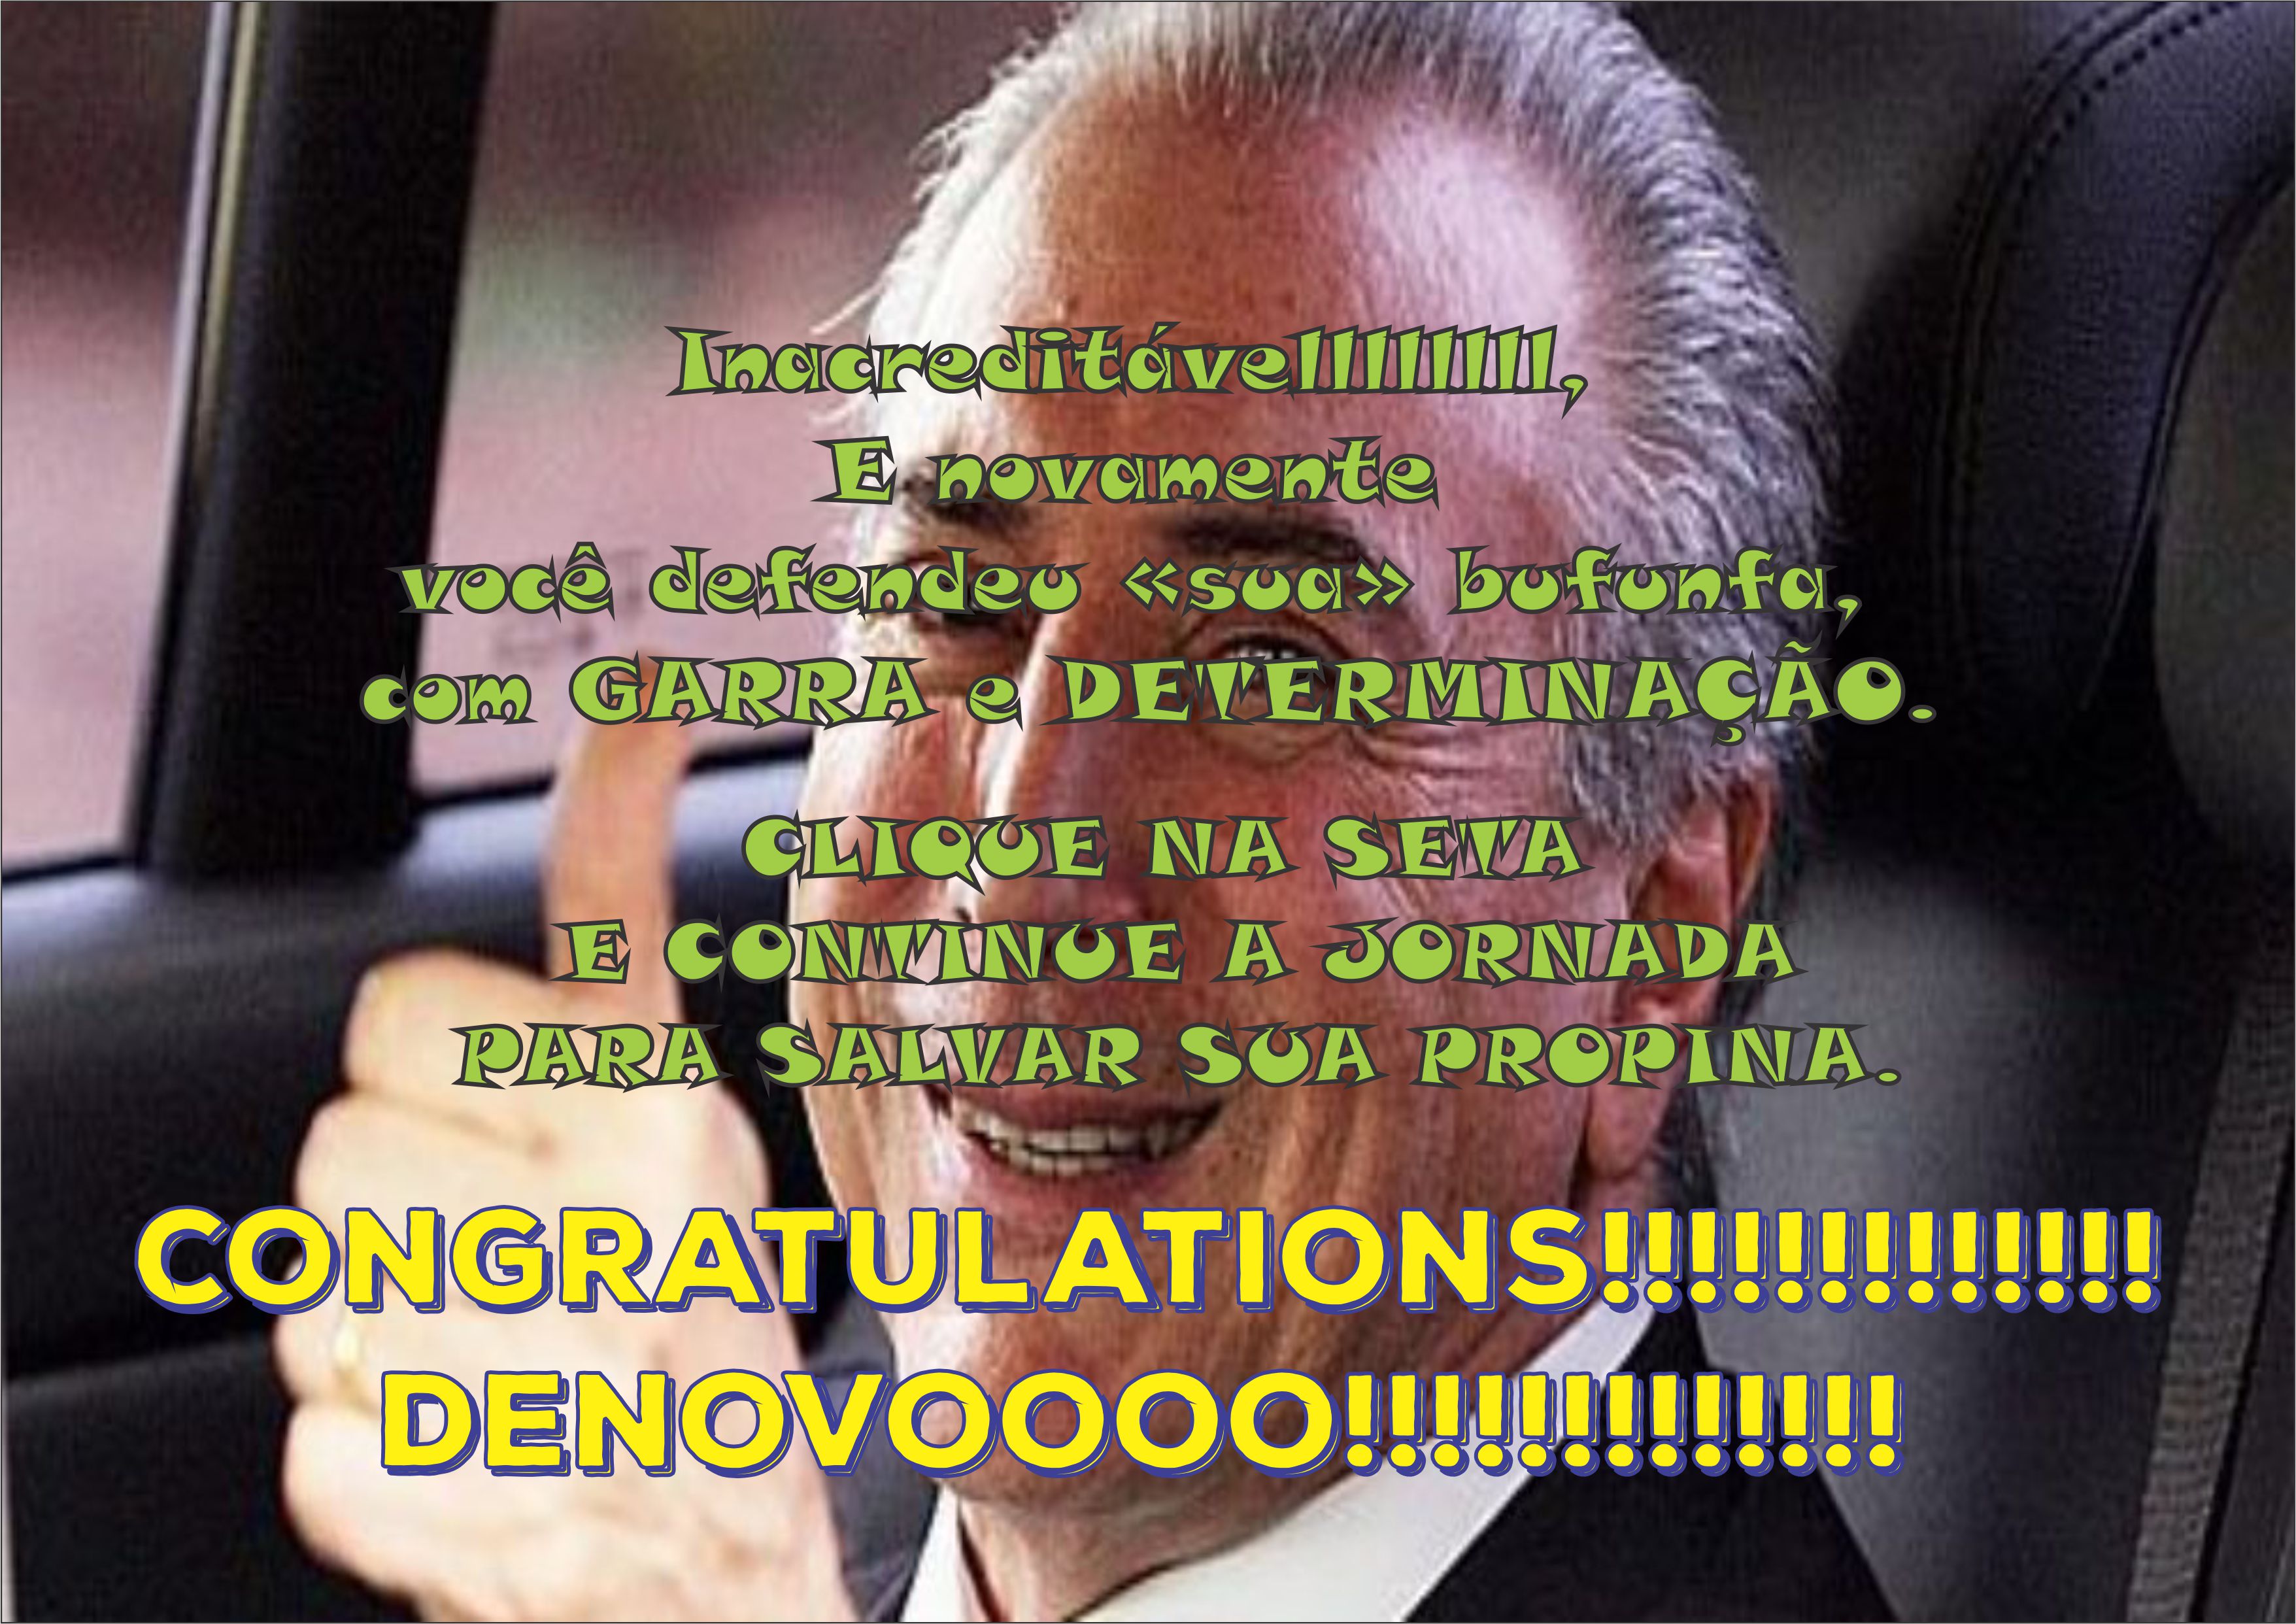 Inacreditávelllllllll,
E novamente
você defendeu «sua» bufunfa,
com GARRA e DETERMINAÇÃO.
CLIQUE NA SETA
E CONTINUE A JORNADA
PARA SALVAR SUA PROPINA.
CONGRATULATIONS!!!!!!!!!!!!!
DENOVOOOO!!!!!!!!!!!!!